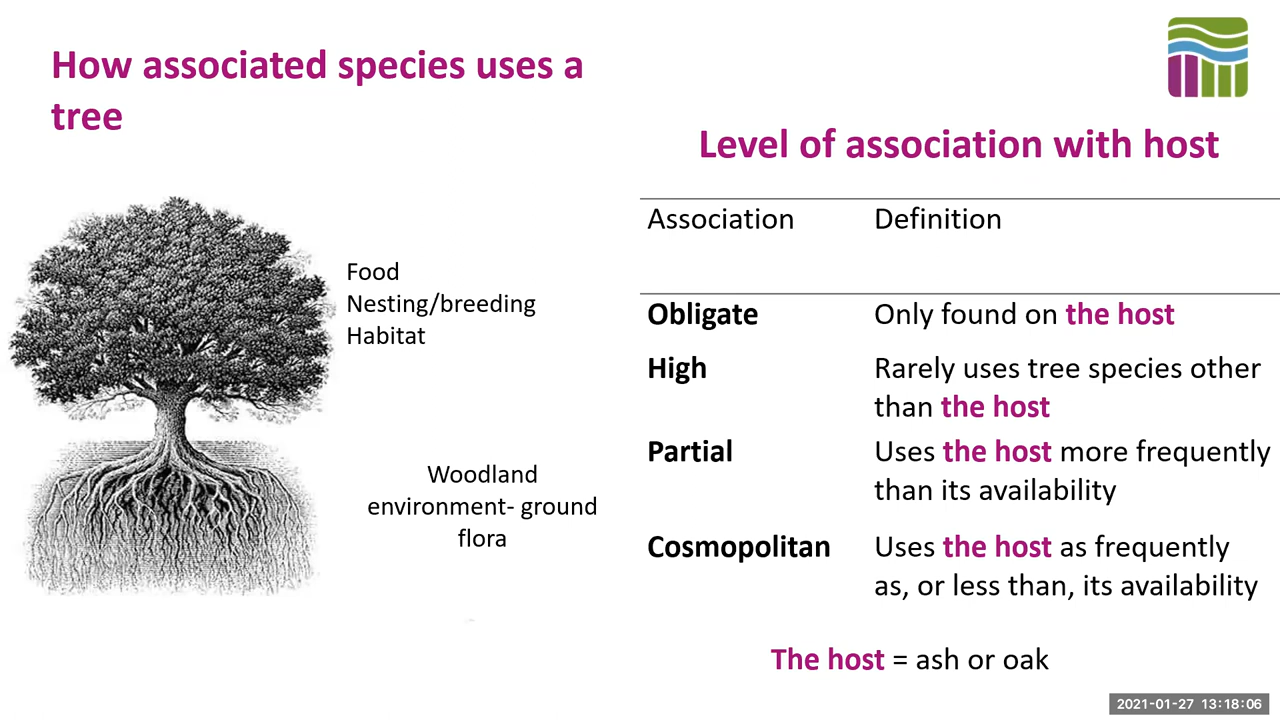 How associated species uses a
tree
Food
Nesting/breeding
Habitat
Woodland
environment- ground
flora
Level of association with host
Association Definition
Obligate Only found on the host
High Rarely uses tree species other
than the host
Partial Uses the host more frequently
than its availability
Cosmopolitan Uses the host as frequently
as, or less than, its availability
The host = ash or oak
2021-01-27 13:18:06